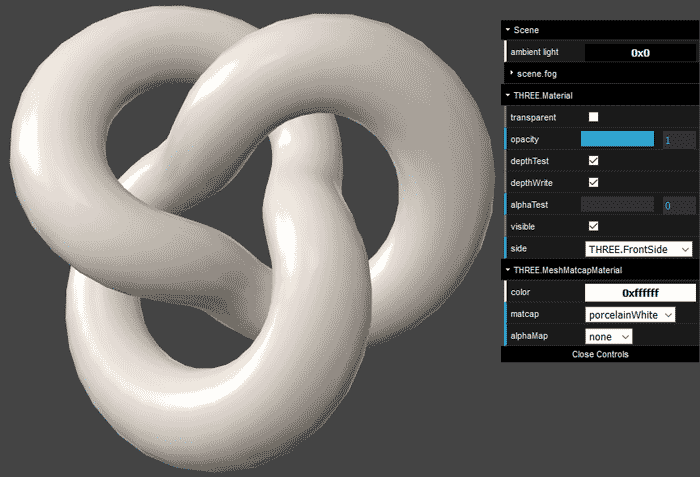 Scene
ambient light 0x0
scene.fog
THREE.Material
transparent
opacity 1
depthTest
depthWrite
alphaTest 0
visible
side THREE.FrontSide
THREE.MeshMatcapMaterial
color 0xffffff
matcap porcelainWhite
alphaMap none
Close Controls